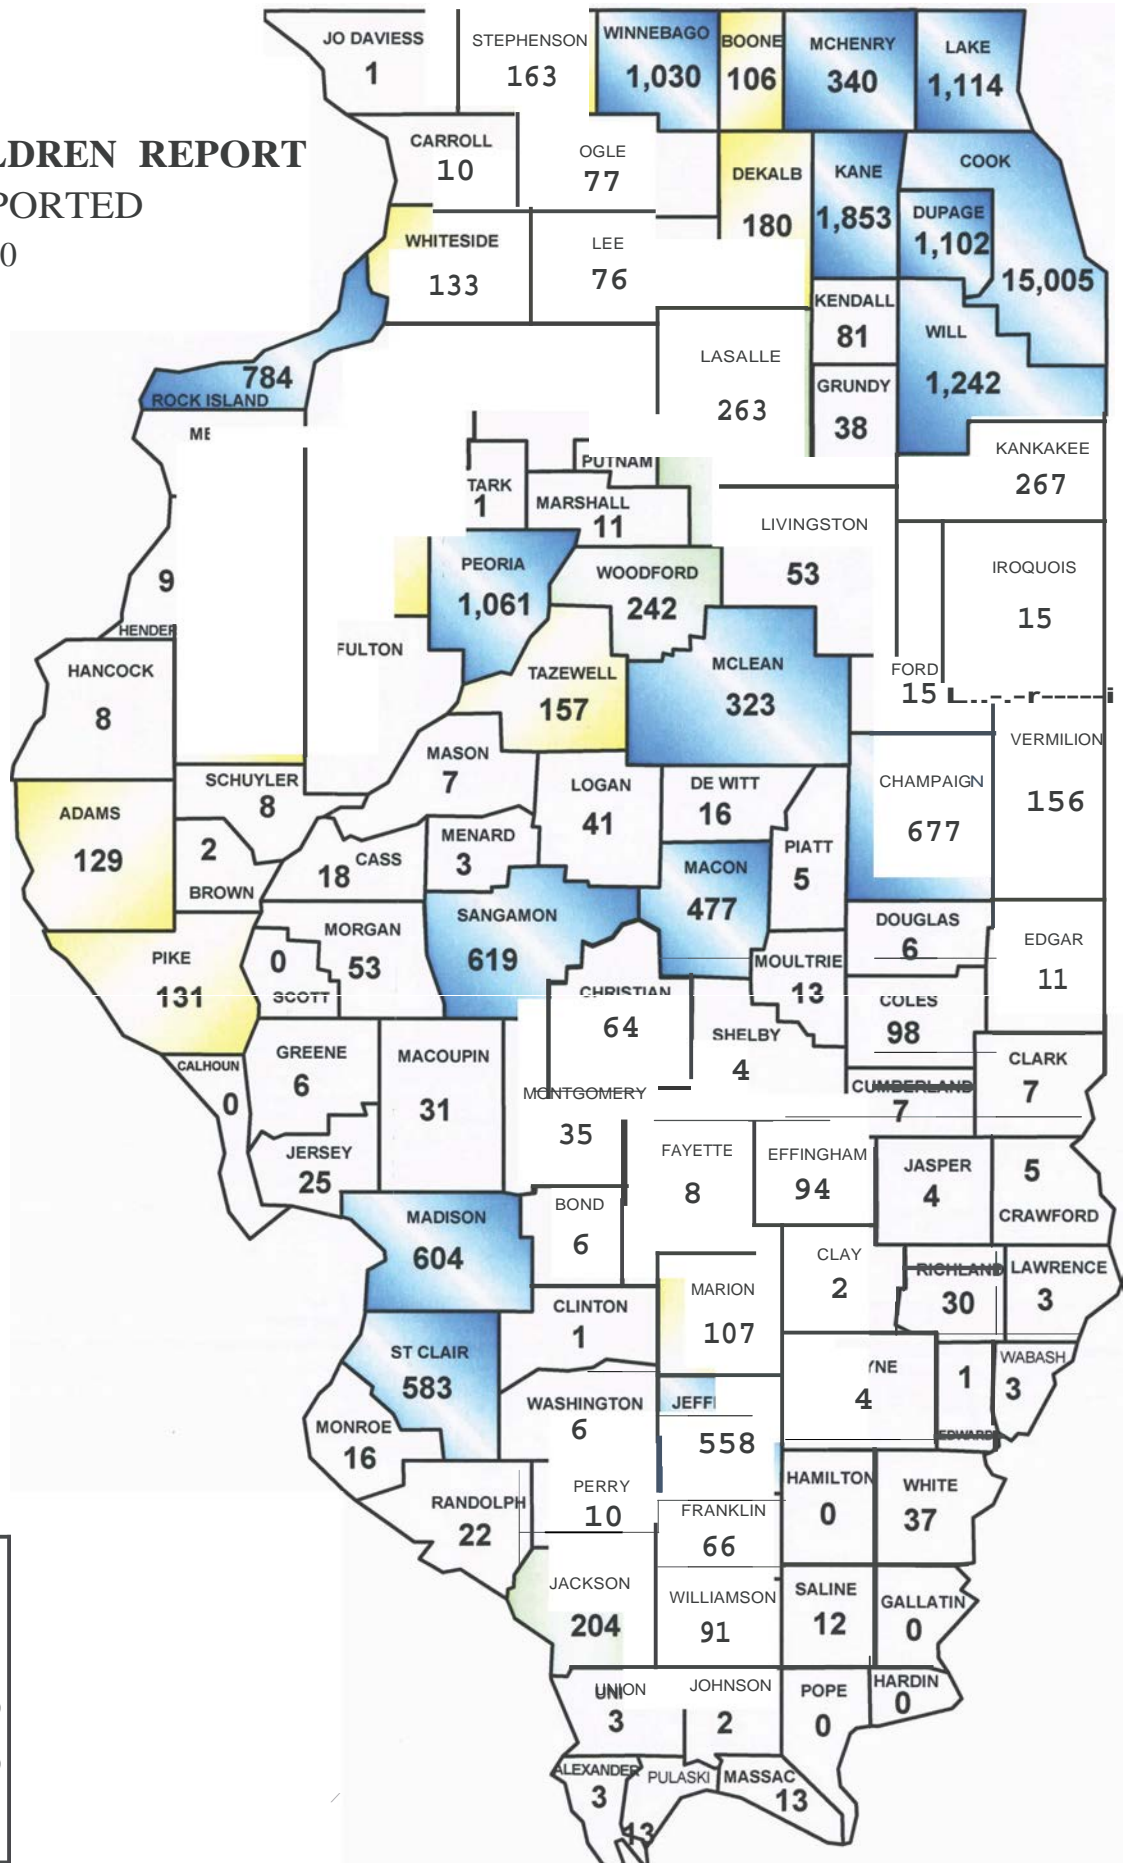 LDREN REPORT
PORTED
0
JO DAVIESS
1
STEPHENSON
163
WINNEBAGO
1,030
BOONE
106
MCHENRY
340
LAKE
1,114
CARROLL
10
OGLE
77
DEKALB
180
KANE
1,853
COOK
15,005
DUPAGE
1,102
WHITESIDE
133
LEE
76
KENDALL
81
WILL
1,242
784
ROCK ISLAND
LASALLE
263
GRUNDY
38
KANKAKEE
267
ME
9
HENDER
TARK
1
PUTNAM
MARSHALL
11
LIVINGSTON
53
PEORIA
1,061
WOODFORD
242
IROQUOIS
15
HANCOCK
8
FULTON
TAZEWELL
157
MCLEAN
323
FORD
15
VERMILION
156
MASON
7
SCHUYLER
8
LOGAN
41
DE WITT
16
CHAMPAIGN
677
ADAMS
129
2
BROWN
18 CASS
MENARD
3
MACON
477
PIATT
5
SANGAMON
619
DOUGLAS
6
EDGAR
11
PIKE
131
0
SCOTT
MORGAN
53
MOULTRIE
13
CHRISTIAN
64
COLES
98
SHELBY
4
CALHOUN
0
GREENE
6
MACOUPIN
31
MONTGOMERY
35
CUMBERLAND
7
CLARK
7
JERSEY
25
FAYETTE
8
EFFINGHAM
94
JASPER
4
5
CRAWFORD
MADISON
604
BOND
6
CLAY
2
RICHLAND
30
LAWRENCE
3
CLINTON
1
MARION
107
ST CLAIR
583
YNE
4
1
EDWARD
WABASH
3
WASHINGTON
6
JEFF
558
MONROE
16
RANDOLPH
22
PERRY
10
FRANKLIN
66
HAMILTON
0
WHITE
37
JACKSON
204
WILLIAMSON
91
SALINE
12
GALLATIN
0
UNION
3
JOHNSON
2
POPE
0
HARDIN
0
ALEXANDER
3
PULASKI
13
MASSAC
13